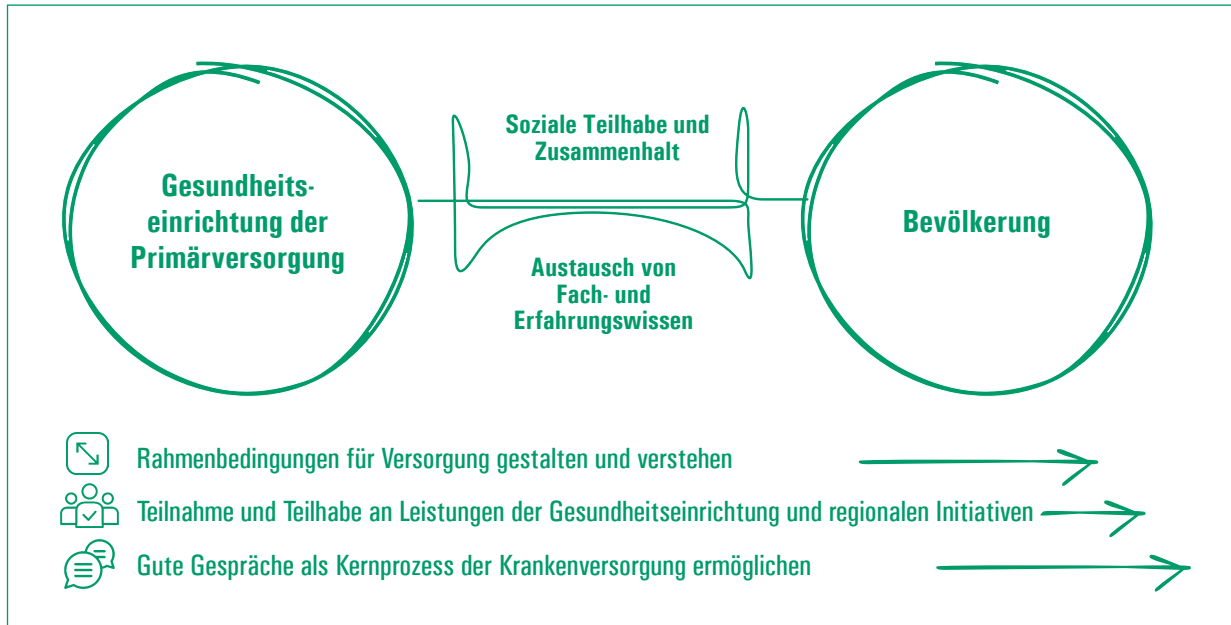 Gesundheits-
einrichtung der
Primärversorgung
Soziale Teilhabe und
Zusammenhalt
Austausch von
Fach- und
Erfahrungswissen
Bevölkerung
Rahmenbedingungen für Versorgung gestalten und verstehen
Teilnahme und Teilhabe an Leistungen der Gesundheitseinrichtung und regionalen Initiativen
Gute Gespräche als Kernprozess der Krankenversorgung ermöglichen